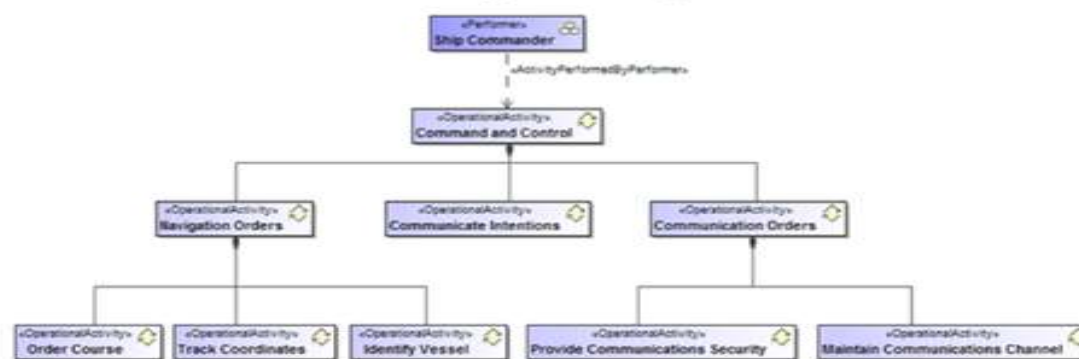 «Performer»
Ship Commander
«ActivityPerformedByPerformer»
«OperationalActivity»
Command and Control
«OperationalActivity»
Navigation Orders
«OperationalActivity»
Communicate Intentions
«OperationalActivity»
Communication Orders
«OperationalActivity»
Order Course
«OperationalActivity»
Track Coordinates
«OperationalActivity»
Identify Vessel
«OperationalActivity»
Provide Communications Security
«OperationalActivity»
Maintain Communications Channel